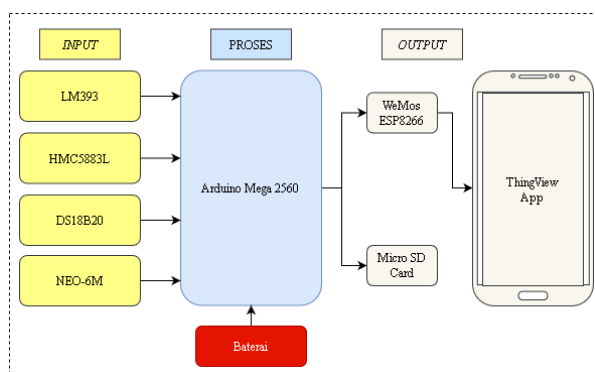 INPUT
PROSES
OUTPUT
LM393
HMC5883L
DS18B20
NEO-6M
Arduino Mega 2560
Baterai
WeMos
ESP8266
Micro SD
Card
ThingView
App